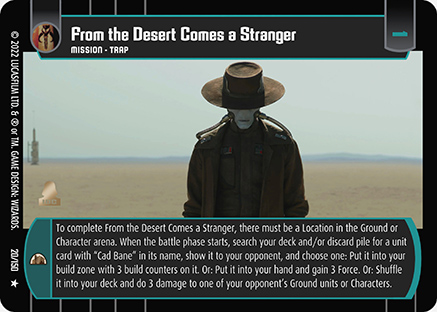 From the Desert Comes a Stranger
MISSION - TRAP
To complete From the Desert Comes a Stranger, there must be a Location in the Ground or
Character arena. When the battle phase starts, search your deck and/or discard pile for a unit
card with "Cad Bane" in its name, show it to your opponent, and choose one: Put it into your
build zone with 3 build counters on it. Or: Put it into your hand and gain 3 Force. Or: Shuffle
it into your deck and do 3 damage to one of your opponent's Ground units or Characters.
© 2022 LUCASFILM LTD. & ® or TM. GAME DESIGN: WIZARDS.
20/150